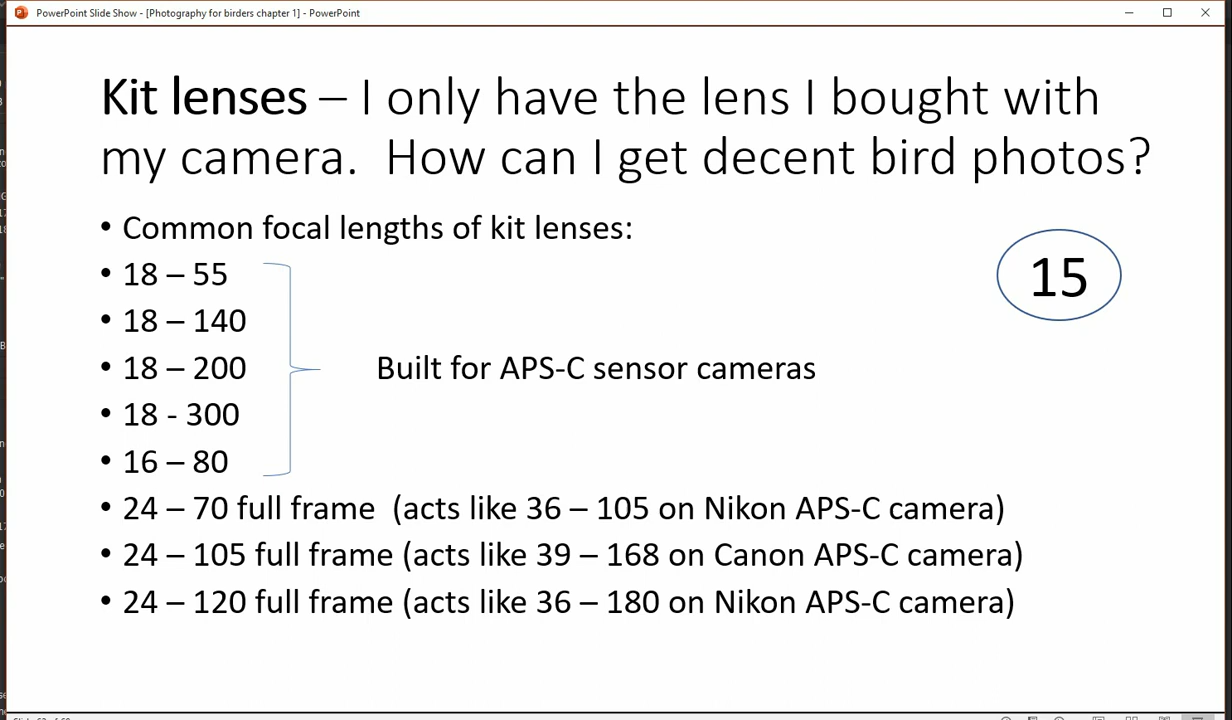 PowerPoint Slide Show - [Photography for birders chapter 1] - PowerPoint
Kit lenses – I only have the lens I bought with
my camera.  How can I get decent bird photos?
• Common focal lengths of kit lenses:
• 18 – 55
• 18 – 140
• 18 – 200
• 18 - 300
• 16 – 80
Built for APS-C sensor cameras
15
• 24 – 70 full frame  (acts like 36 – 105 on Nikon APS-C camera)
• 24 – 105 full frame (acts like 39 – 168 on Canon APS-C camera)
• 24 – 120 full frame (acts like 36 – 180 on Nikon APS-C camera)